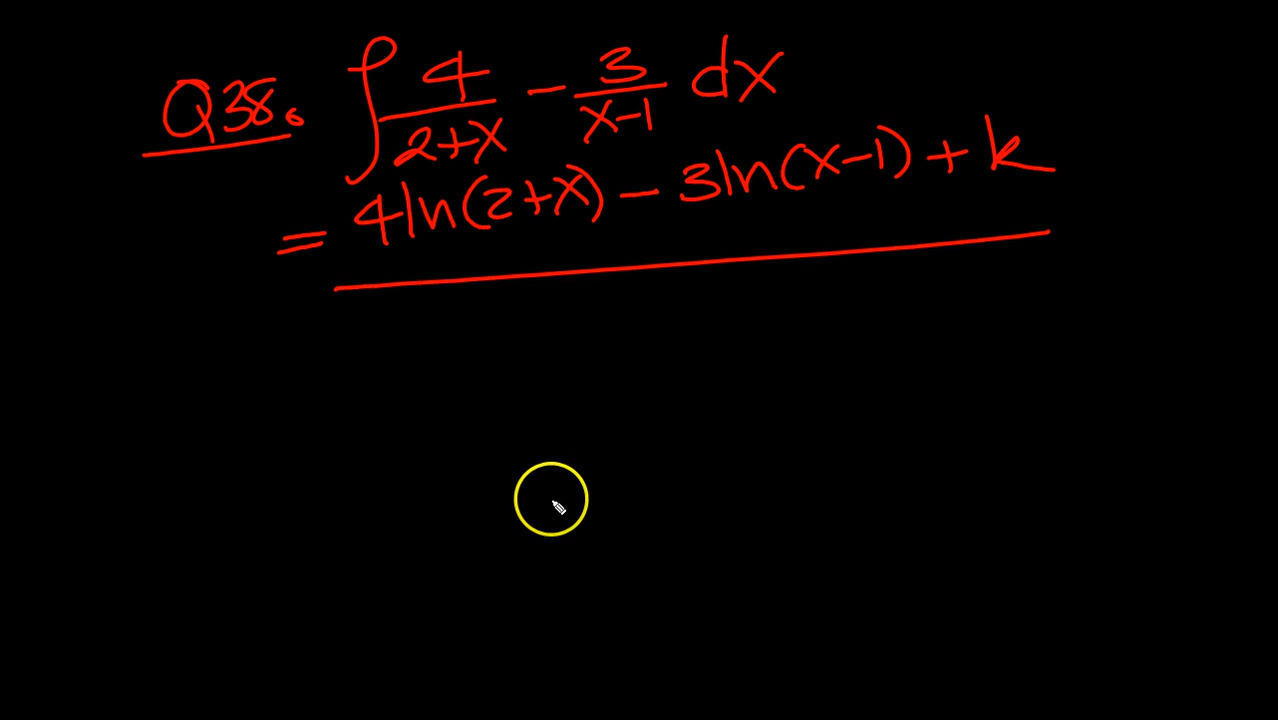 Q38. ∫ 4/(2+x) - 3/(x-1) dx
= 4ln(2+x) - 3ln(x-1) + k